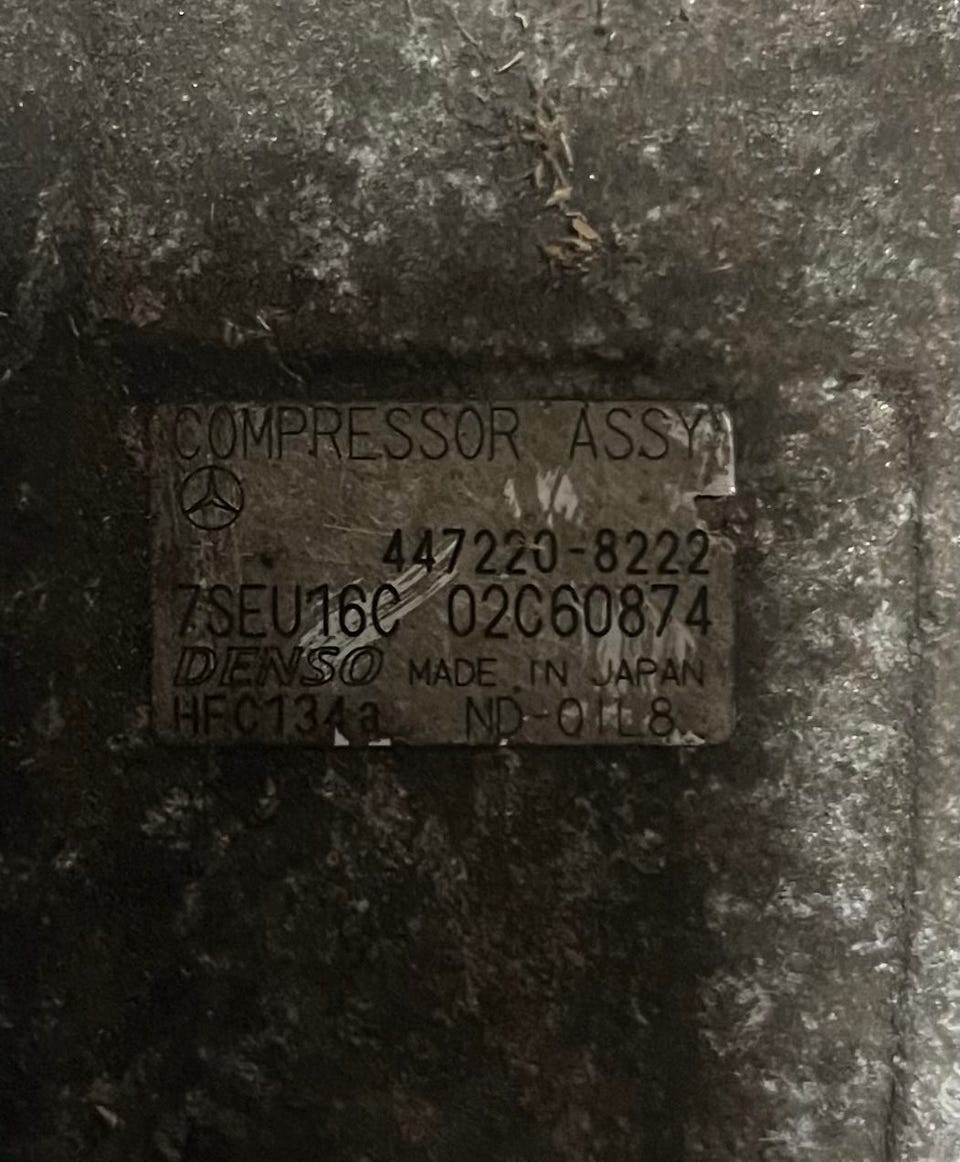 COMPRESSOR ASSY
447220-8222
7SEU16C 02C60874
DENSO MADE IN JAPAN
HFC134a ND-OIL8